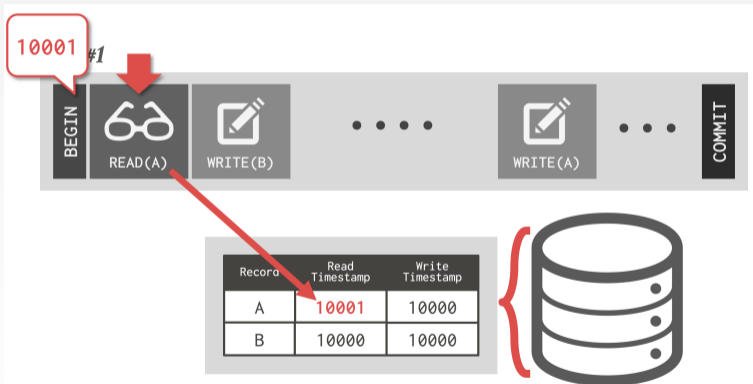 10001
#1
BEGIN
READ(A)
WRITE(B)
WRITE(A)
COMMIT
Record Read Timestamp Write Timestamp
A 10001 10000
B 10000 10000